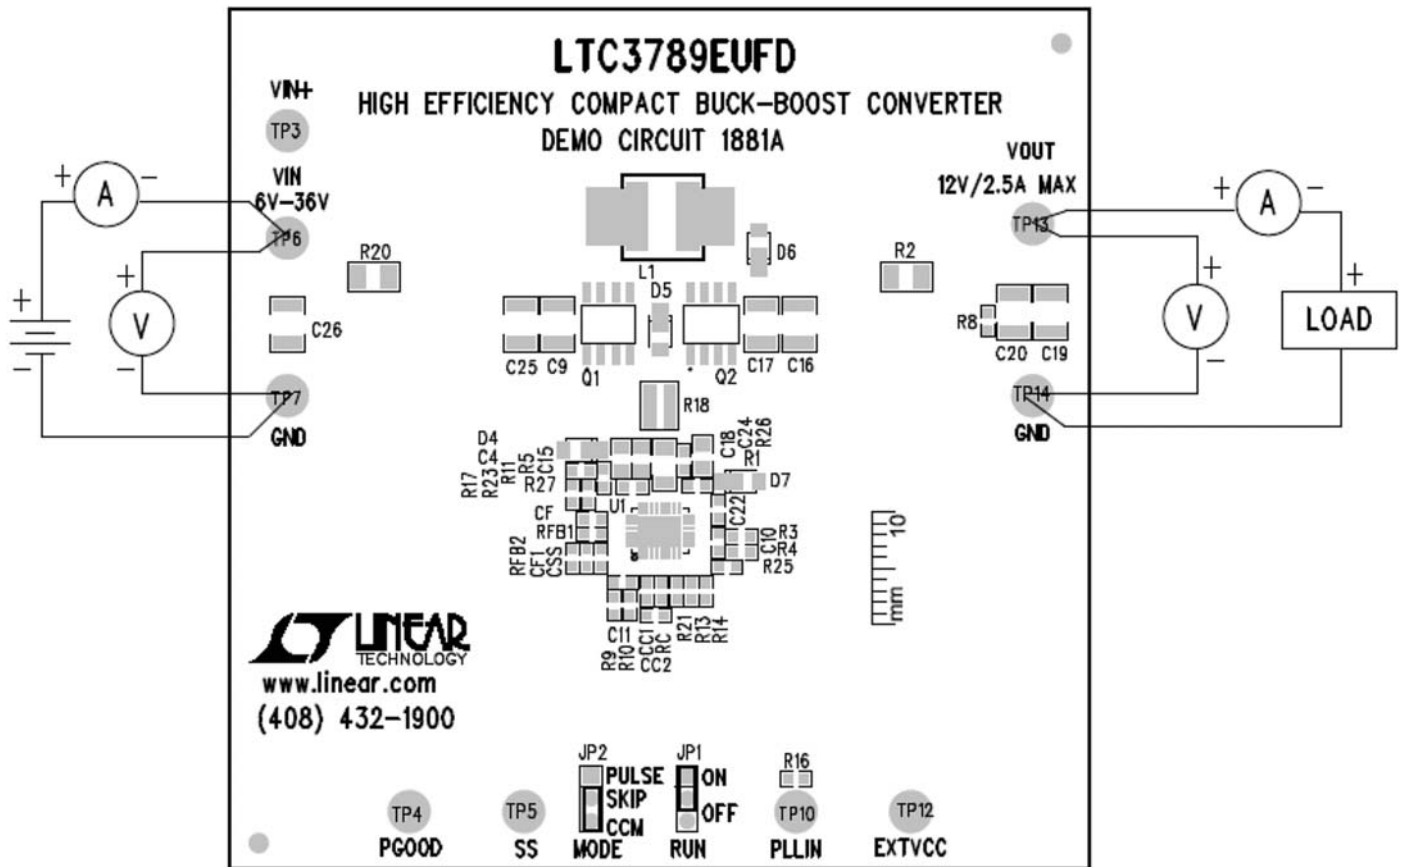 LTC3789EUFD
HIGH EFFICIENCY COMPACT BUCK-BOOST CONVERTER
DEMO CIRCUIT 1881A
VIN+
TP3
VIN
6V-36V
TP6
+ A -
+
V
-
+
-
TP7
GND
R20
C26
L1
D5
D6
R2
C25
C9
Q1
Q2
C17
C16
R18
VOUT
12V/2.5A MAX
TP13
+ A -
+
V
-
+
LOAD
R8
C20
C19
TP14
GND
D4
C4
R17
R23
R11
R5
C15
R27
U1
CF
RFB1
RFB2
CF1
CSS
C18
C24
R26
R1
D7
C22
R3
C10
R4
R25
C11
R9
R10
CC1
CC2
RC
R21
R13
R14
10
mm
LINEAR
TECHNOLOGY
www.linear.com
(408) 432-1900
JP2
PULSE
SKIP
CCM
MODE
JP1
ON
OFF
RUN
R16
TP4
PGOOD
TP5
SS
TP10
PLLIN
TP12
EXTVCC